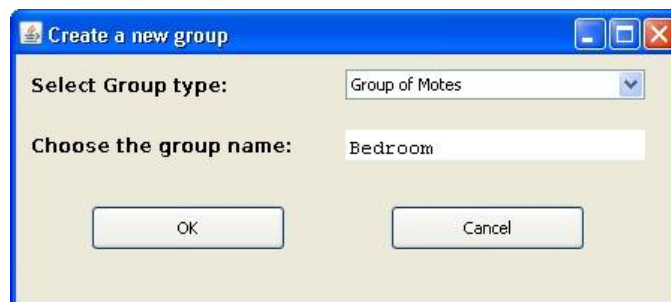 Create a new group
Select Group type: Group of Motes
Choose the group name: Bedroom
OK Cancel